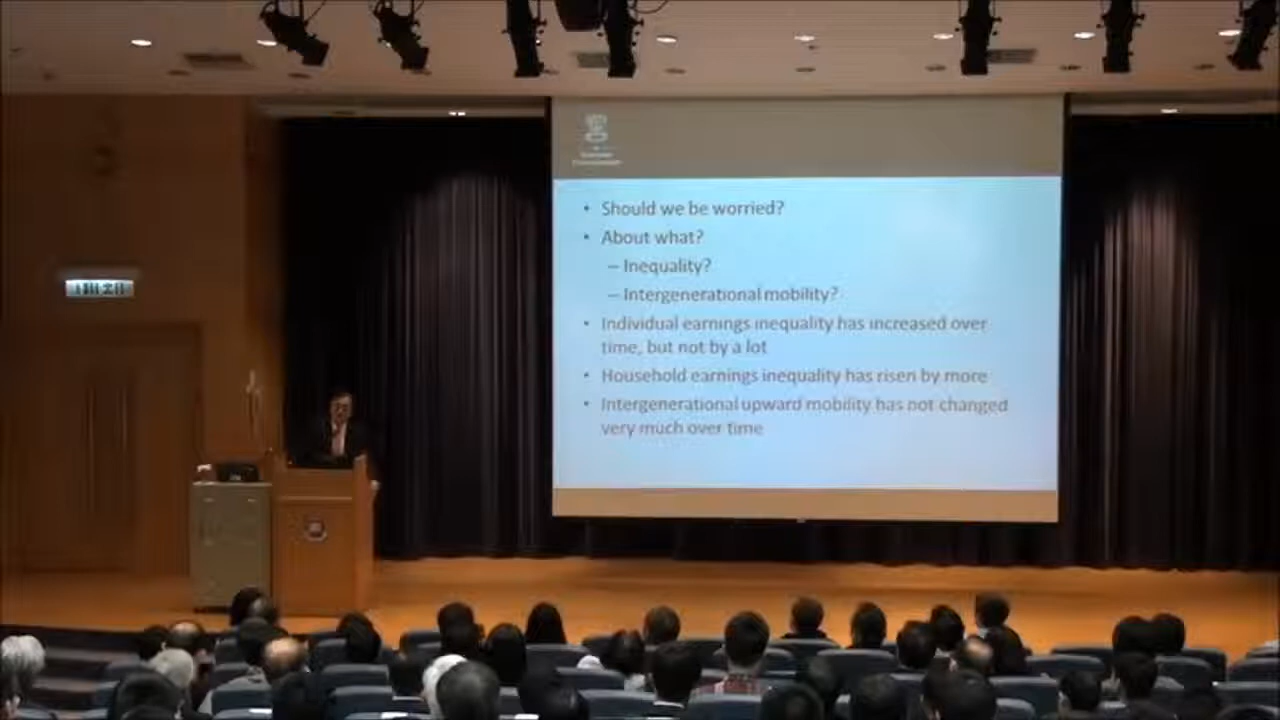 • Should we be worried?
• About what?
– Inequality?
– Intergenerational mobility?
• Individual earnings inequality has increased over
time, but not by a lot
• Household earnings inequality has risen by more
• Intergenerational upward mobility has not changed
very much over time